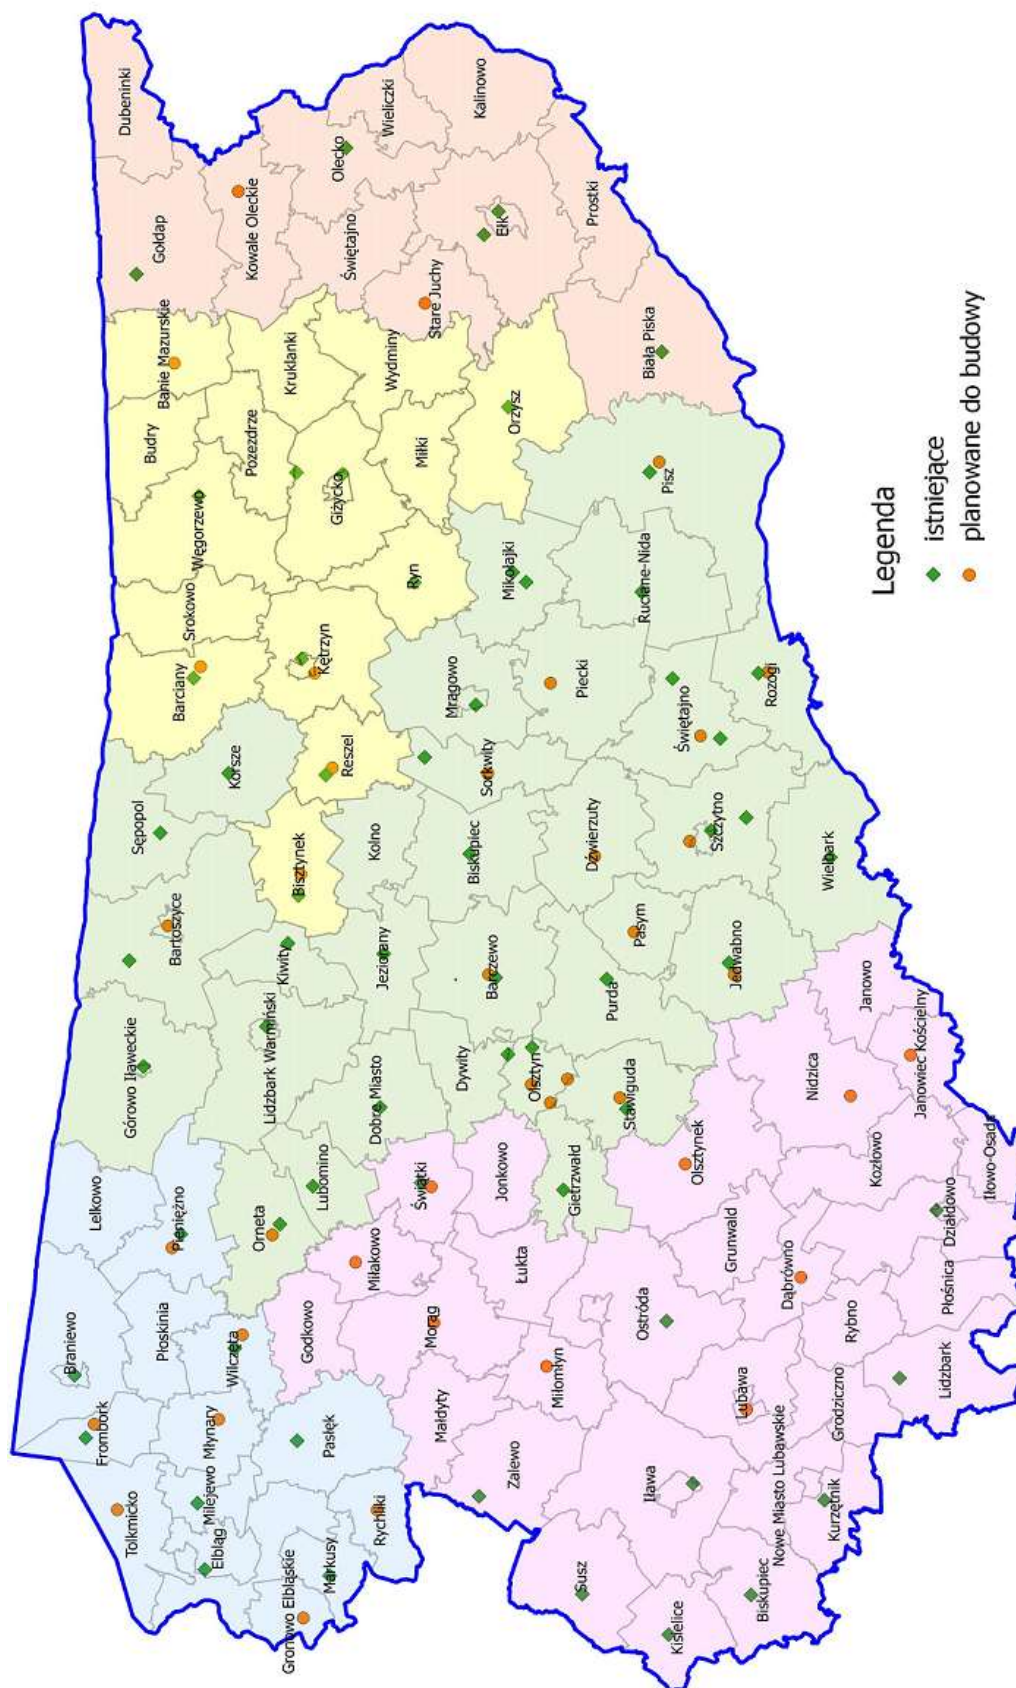 Dubeninki
Gołdap
Kowale Oleckie
Olecko
Wieliczki
Kalinowo
Świętajno
Stare Juchy
Ełk
Prostki
Biała Piska
Banie Mazurskie
Budry
Kruklanki
Pozezdrze
Wydminy
Węgorzewo
Giżycko
Miłki
Orzysz
Srokowo
Ryn
Barciany
Kętrzyn
Reszel
Bisztynek
Pisz
Mikołajki
Ruciane-Nida
Mrągowo
Piecki
Świętajno
Rozogi
Korsze
Sępopol
Sorkwity
Kolno
Biskupiec
Dźwierzuty
Szczytno
Wielbark
Bartoszyce
Kiwity
Jeziorany
Barczewo
Pasym
Jedwabno
Purda
Górowo Iławeckie
Lidzbark Warmiński
Dobre Miasto
Dywity
Olsztyn
Stawiguda
Gietrzwałd
Lubomino
Orneta
Lelkowo
Pieniężno
Braniewo
Płoskinia
Wilczęta
Frombork
Młynary
Milejewo
Tolmicko
Elbląg
Pasłęk
Rychliki
Markusy
Gronowo Elbląskie
Świątki
Jonkowo
Miłakowo
Godkowo
Morąg
Łukta
Małdyty
Miłomłyn
Zalewo
Ostróda
Olsztynek
Grunwald
Nidzica
Janowo
Janowiec Kościelny
Kozłowo
Iłowo-Osada
Działdowo
Płośnica
Dąbrówno
Rybno
Lidzbark
Lubawa
Grodziczno
Nowe Miasto Lubawskie
Kurzętnik
Iława
Susz
Kisielice
Biskupiec
Legenda
istniejące
planowane do budowy